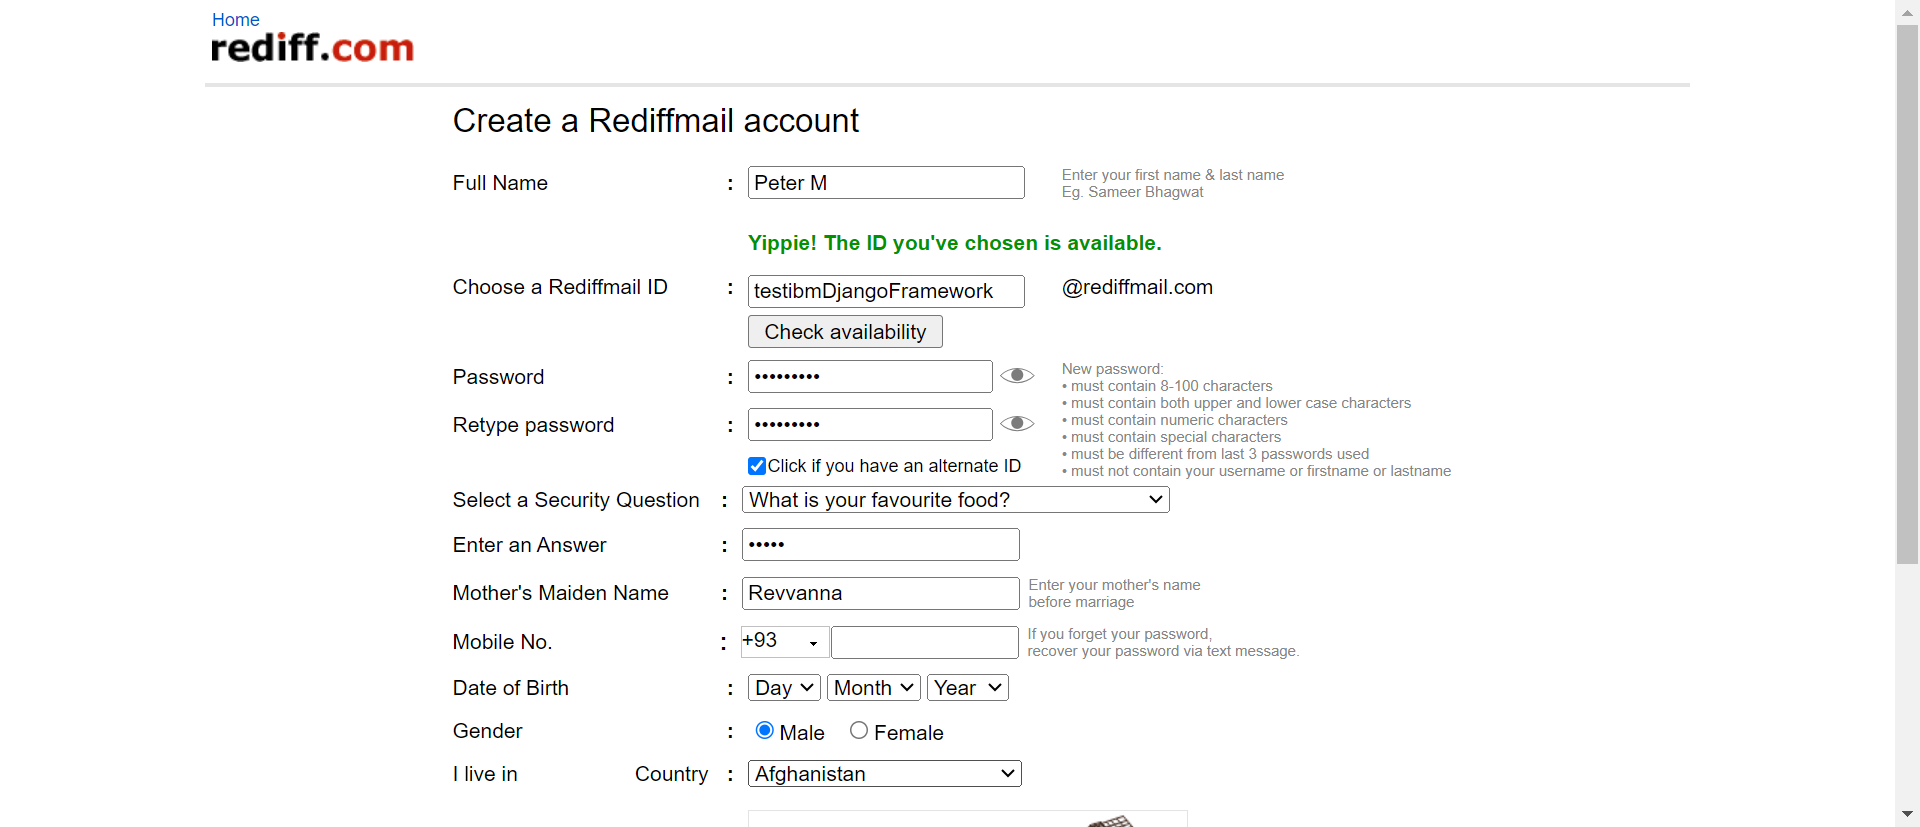 Home
rediff.com
Create a Rediffmail account
Full Name : Peter M Enter your first name & last name
Eg. Sameer Bhagwat
Yippie! The ID you've chosen is available.
Choose a Rediffmail ID : testibmDjangoFramework @rediffmail.com
Check availability
Password : •••••••••
New password:
• must contain 8-100 characters
• must contain both upper and lower case characters
• must contain numeric characters
• must contain special characters
• must be different from last 3 passwords used
• must not contain your username or firstname or lastname
Retype password : •••••••••
Click if you have an alternate ID
Select a Security Question : What is your favourite food?
Enter an Answer : •••••
Mother's Maiden Name : Revvanna Enter your mother's name
before marriage
Mobile No. : +93 If you forget your password,
recover your password via text message.
Date of Birth : Day Month Year
Gender : Male Female
I live in Country : Afghanistan